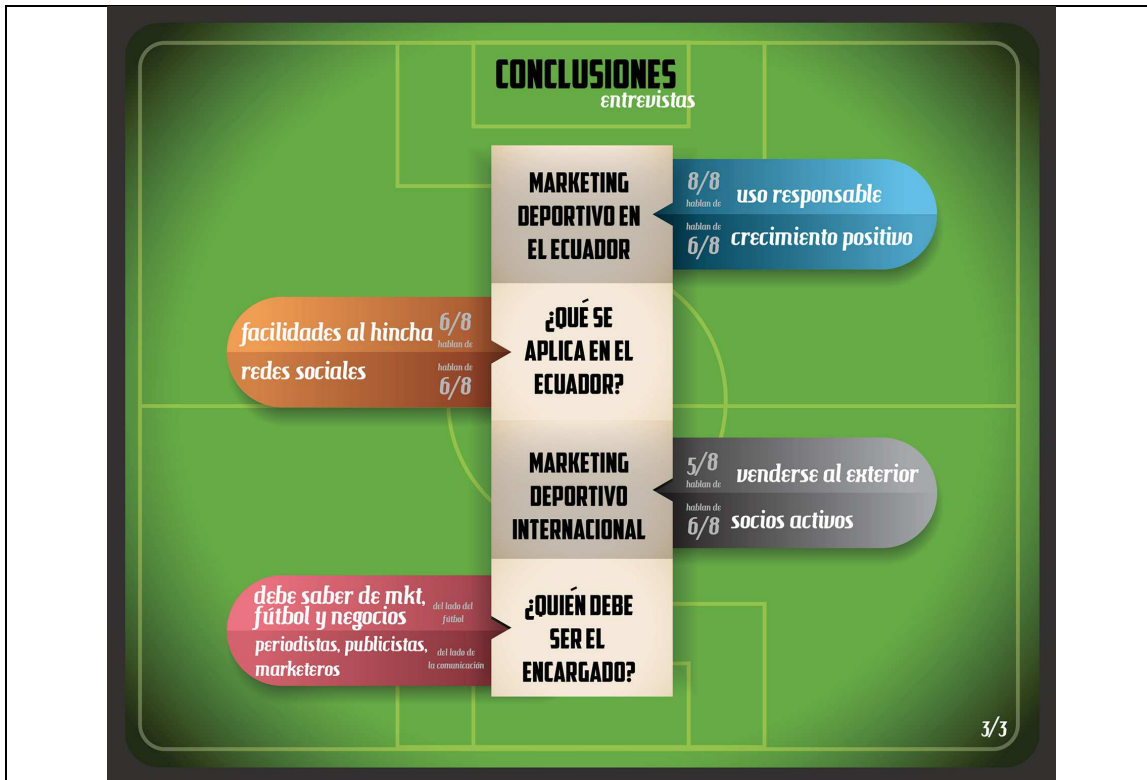 CONCLUSIONES
entrevistas
MARKETING
DEPORTIVO EN
EL ECUADOR
8/8
hablan de
uso responsable
hablan de
6/8
crecimiento positivo
facilidades al hincha
6/8
hablan de
redes sociales
hablan de
6/8
¿QUÉ SE
APLICA EN EL
ECUADOR?
MARKETING
DEPORTIVO
INTERNACIONAL
5/8
hablan de
venderse al exterior
hablan de
6/8
socios activos
debe saber de mkt,
fútbol y negocios
del lado del
fútbol
periodistas, publicistas,
marketeros
del lado de
la comunicación
¿QUIÉN DEBE
SER EL
ENCARGADO?
3/3